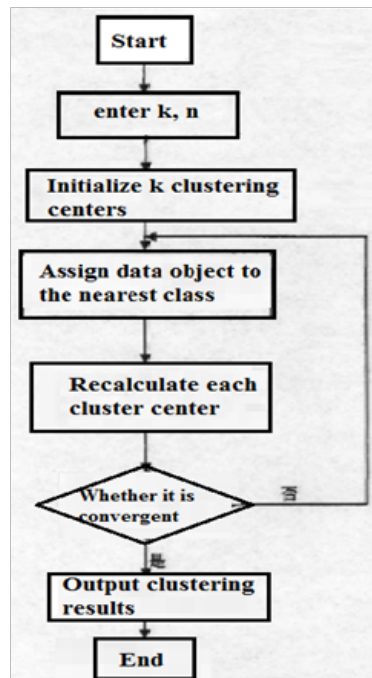 Start
enter k, n
Initialize k clustering
centers
Assign data object to
the nearest class
Recalculate each
cluster center
Whether it is
convergent
是
Output clustering
results
End